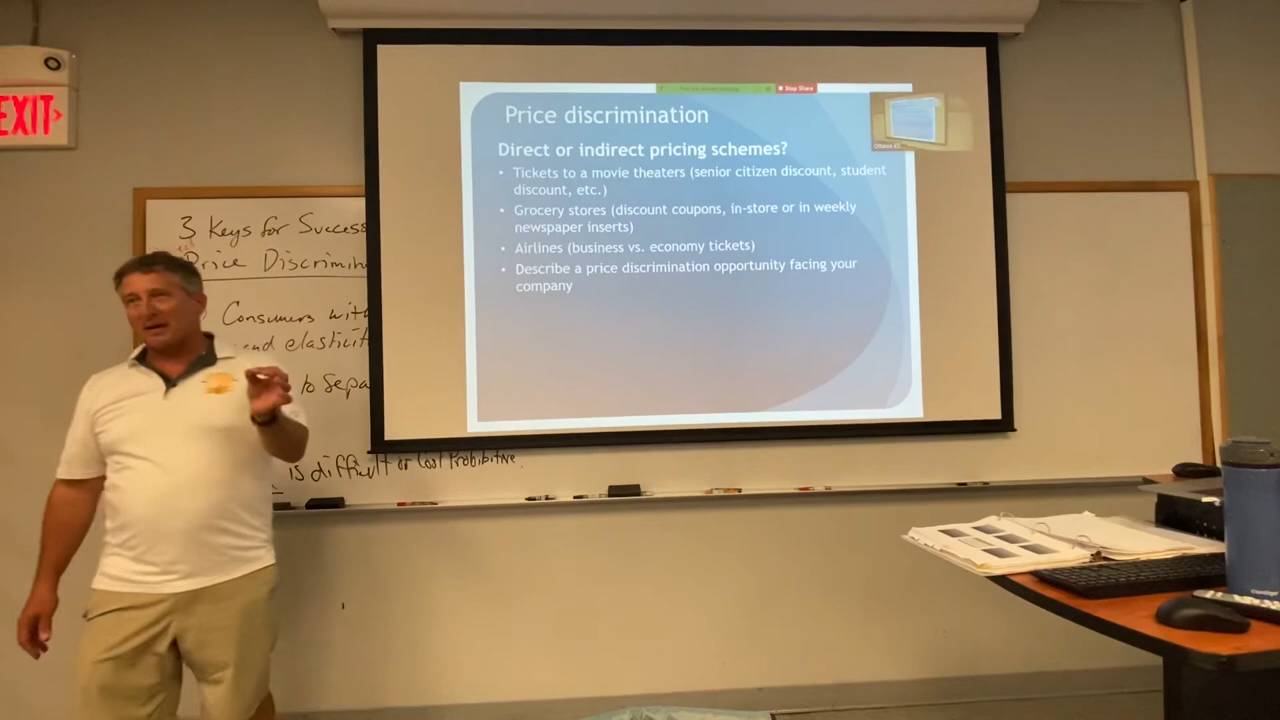 EXIT
Stop Share
Price discrimination
Direct or indirect pricing schemes?
• Tickets to a movie theaters (senior citizen discount, student
discount, etc.)
• Grocery stores (discount coupons, in-store or in weekly
newspaper inserts)
• Airlines (business vs. economy tickets)
• Describe a price discrimination opportunity facing your
company
3 Keys for Success
Price Discrimin
Consumers with
and elasticit
to Sepa
is difficult or Cost Prohibitive.